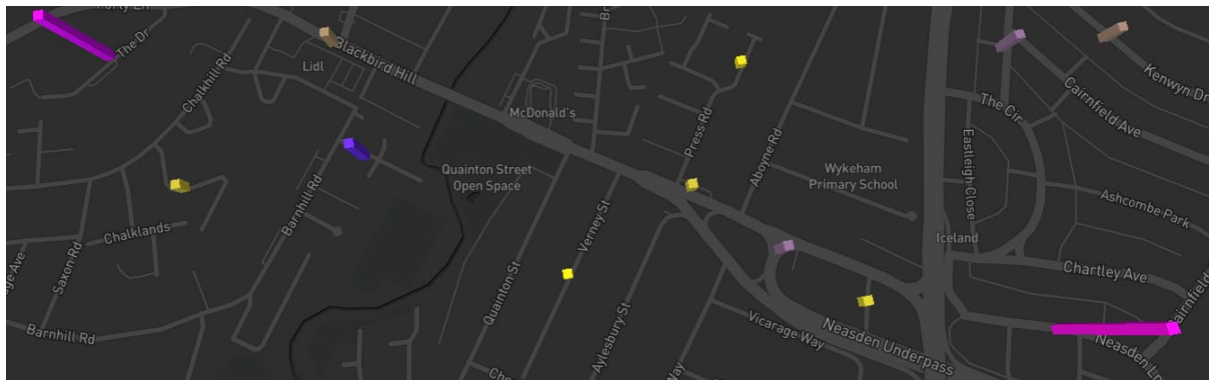 The Dr
Lidl
Blackbird Hill
Chalkhill Rd
McDonald's
Press Rd
Aboyne Rd
Kenwyn Dr
Cairnfield Ave
The Cir
Eastleigh Close
Quainton Street
Open Space
Wykeham
Primary School
Barnhill Rd
Chalklands
Saxon Rd
Verney St
Ashcombe Park
Iceland
Chartley Ave
Quainton St
Aylesbury St
Barnhill Rd
Vicarage Way
Neasden Underpass
Neasden Ln
Cairnfield
Way